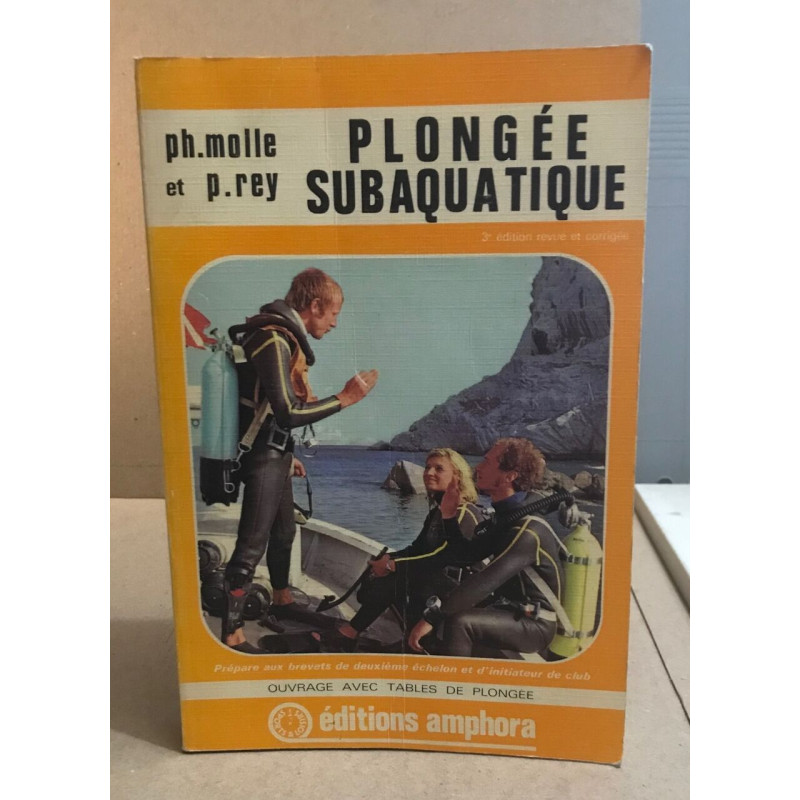 ph.molle
et p.rey
PLONGÉE
SUBAQUATIQUE
3e édition revue et corrigée
Prépare aux brevets de deuxième échelon et d'initiateur de club
OUVRAGE AVEC TABLES DE PLONGÉE
éditions amphora